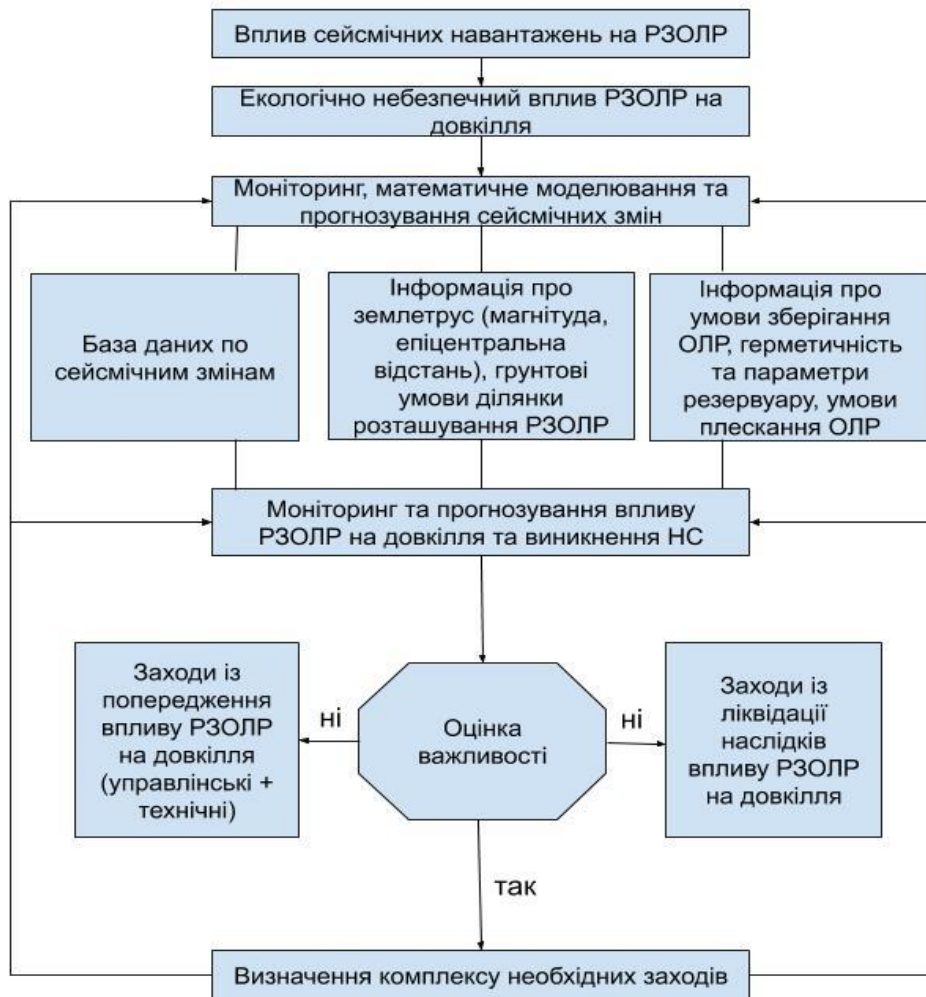 Вплив сейсмічних навантажень на РЗОЛР
Екологічно небезпечний вплив РЗОЛР на
довкілля
Моніторинг, математичне моделювання та
прогнозування сейсмічних змін
База даних по
сейсмічним змінам
Інформація про
землетрус (магнітуда,
епіцентральна
відстань), грунтові
умови ділянки
розташування РЗОЛР
Інформація про
умови зберігання
ОЛР, герметичність
та параметри
резервуару, умови
плескання ОЛР
Моніторинг та прогнозування впливу
РЗОЛР на довкілля та виникнення НС
Заходи із
попередження
впливу РЗОЛР
на довкілля
(управлінські +
технічні)
ні
Оцінка
важливості
ні
Заходи із
ліквідації
наслідків
впливу РЗОЛР
на довкілля
так
Визначення комплексу необхідних заходів